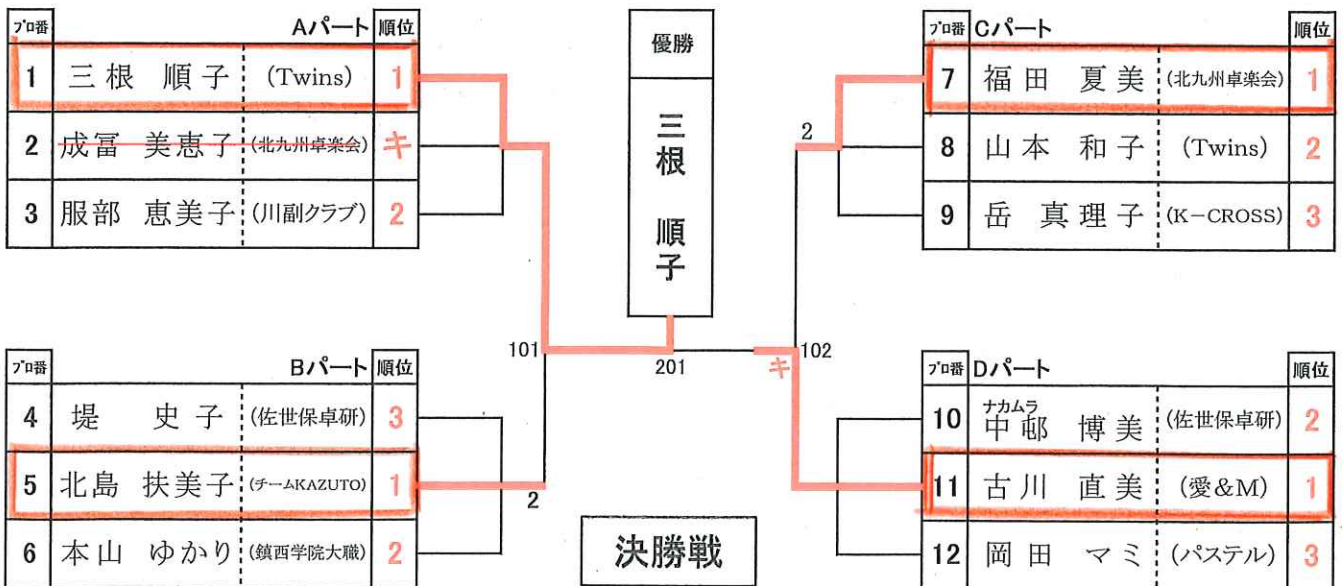 プロ番 Aパート 順位
1 三根 順子 (Twins) 1
2 成冨 美恵子 (北九州卓楽会) キ
3 服部 恵美子 (川副クラブ) 2
優勝
三根 順子
プロ番 Cパート 順位
7 福田 夏美 (北九州卓楽会) 1
8 山本 和子 (Twins) 2
9 岳 真理子 (K-CROSS) 3
2
101
201
キ
102
プロ番 Bパート 順位
4 堤 史子 (佐世保卓研) 3
5 北島 扶美子 (チームKAZUTO) 1
6 本山 ゆかり (鎮西学院大職) 2
2
決勝戦
プロ番 Dパート 順位
ナカムラ
10 中邨 博美 (佐世保卓研) 2
11 古川 直美 (愛&M) 1
12 岡田 マミ (パステル) 3